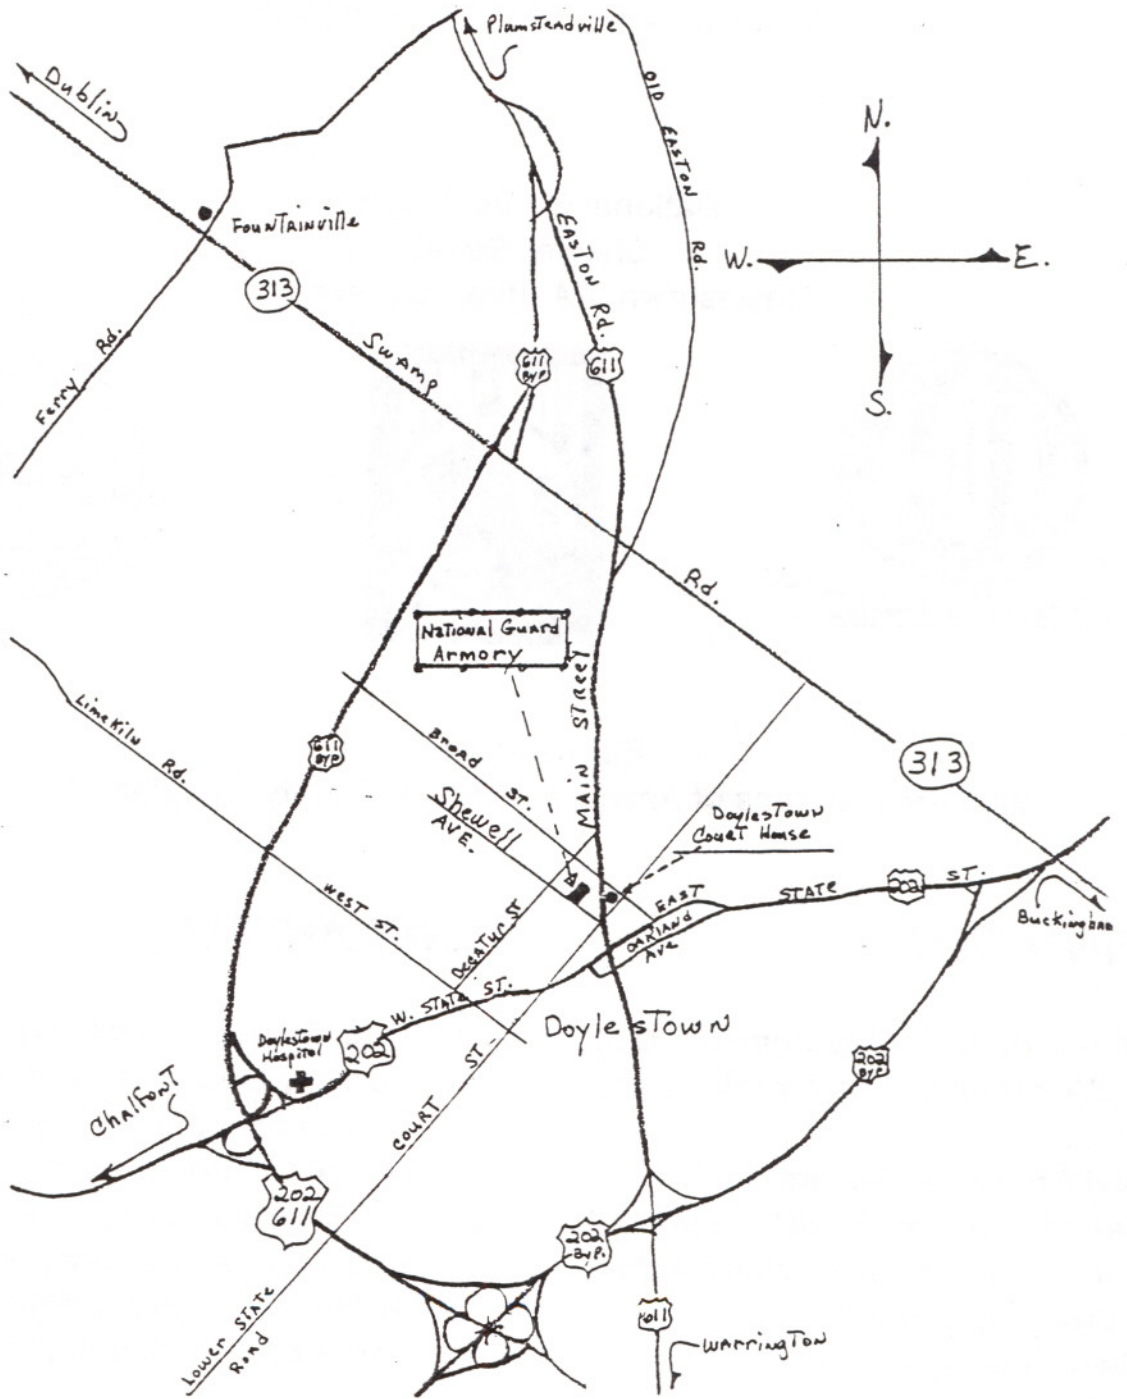 Plumsteadville
Dublin
OLD EASTON Rd.
N.
Fountainville
EASTON Rd.
W.
E.
313
Ferry Rd.
Swamp
611
Byp.
611
S.
Rd.
National Guard
Armory
MAIN STREET
LimeKiln Rd.
611
Byp
BROAD ST.
313
Shewell
AVE.
DoylesTown
Court House
STATE ST.
202
EAST
WEST ST.
Decatur ST
OAKLAND
Ave
Buckingham
W. STATE ST.
DoylesTown
Doylestown
Hospital
202
202
Byp
ChalFonT
COURT ST.
202
611
202
Byp.
611
Lower STATE
Road
WarringTon